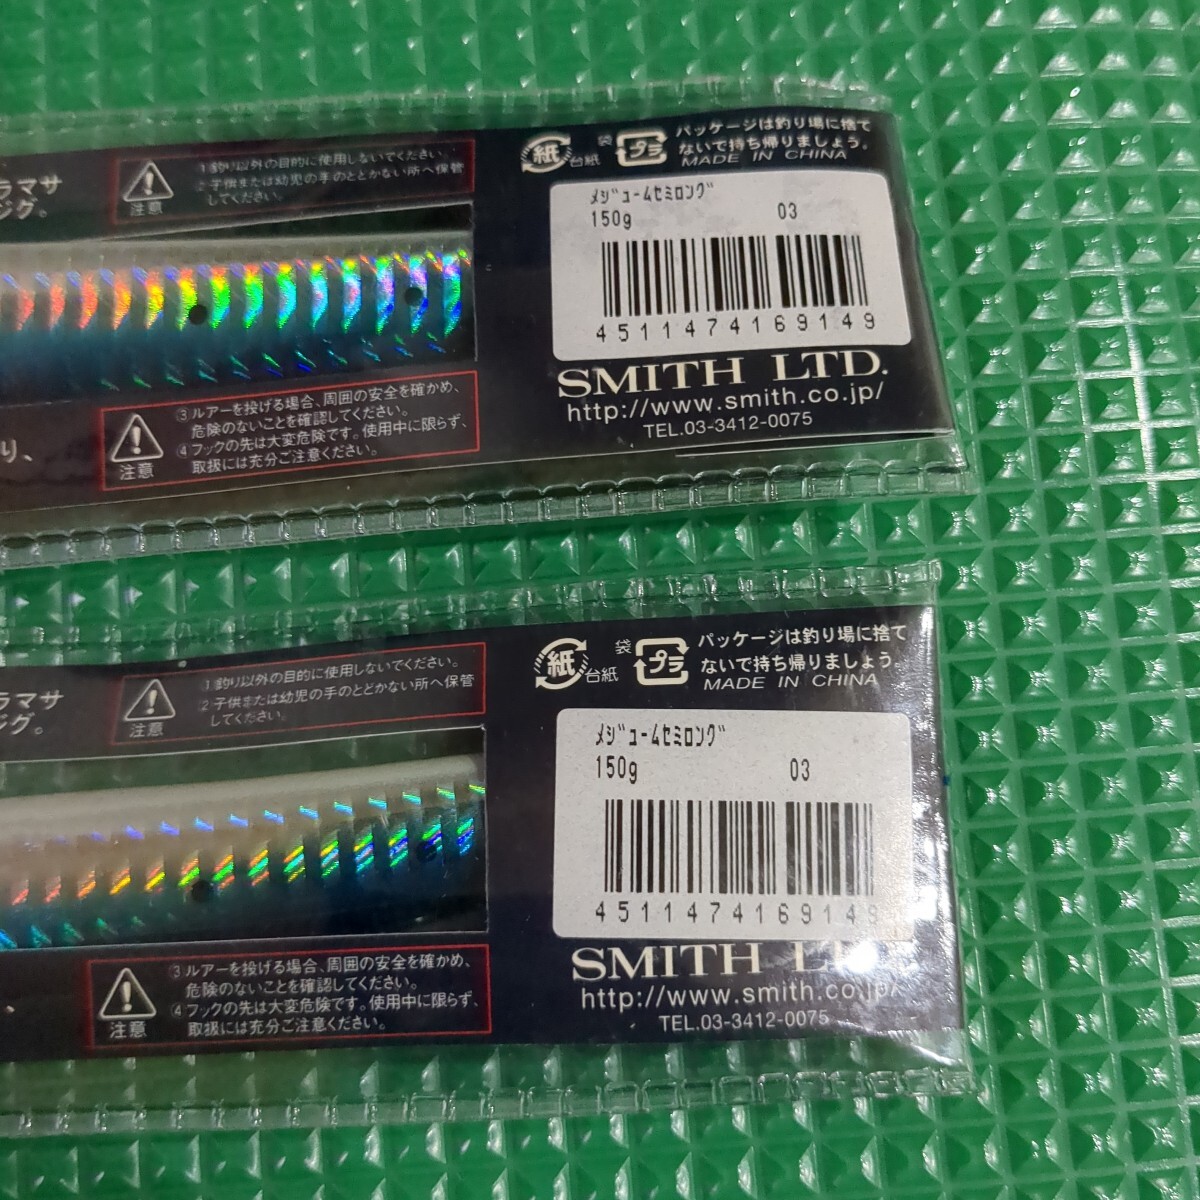 ラマサ
ジグ。
注意
1 釣り以外の目的に使用しないでください。
2 子供または幼児の手のとどかない所へ保管
してください。
紙
台紙
袋
プラ
パッケージは釣り場に捨て
ないで持ち帰りましょう。
MADE IN CHINA
ﾒｼﾞｭｰﾑｾﾐﾛﾝｸﾞ
150g 03
4511474169149
SMITH LTD.
http://www.smith.co.jp/
TEL.03-3412-0075
り、
注意
③ ルアーを投げる場合、周囲の安全を確かめ、
危険のないことを確認してください。
④ フックの先は大変危険です。使用中に限らず、
取扱には充分ご注意ください。
ラマサ
ジグ。
注意
1 釣り以外の目的に使用しないでください。
2 子供または幼児の手のとどかない所へ保管
してください。
紙
台紙
袋
プラ
パッケージは釣り場に捨て
ないで持ち帰りましょう。
MADE IN CHINA
ﾒｼﾞｭｰﾑｾﾐﾛﾝｸﾞ
150g 03
4511474169149
SMITH LTD.
http://www.smith.co.jp/
TEL.03-3412-0075
、
注意
③ ルアーを投げる場合、周囲の安全を確かめ、
危険のないことを確認してください。
④ フックの先は大変危険です。使用中に限らず、
取扱には充分ご注意ください。